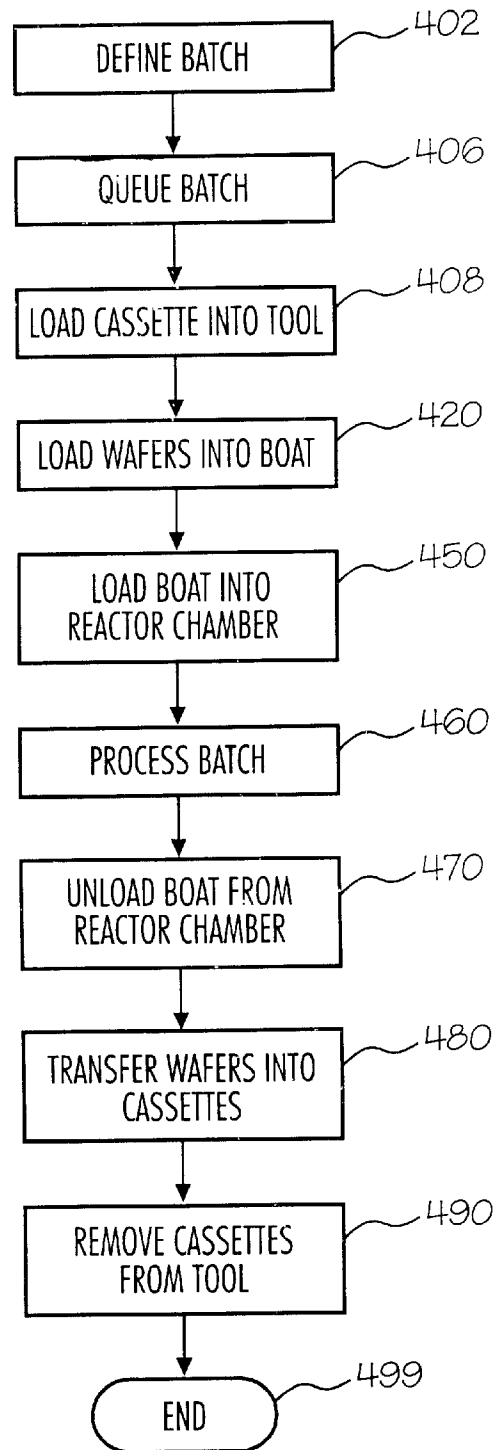 DEFINE BATCH
402
QUEUE BATCH
406
LOAD CASSETTE INTO TOOL
408
LOAD WAFERS INTO BOAT
420
LOAD BOAT INTO
REACTOR CHAMBER
450
PROCESS BATCH
460
UNLOAD BOAT FROM
REACTOR CHAMBER
470
TRANSFER WAFERS INTO
CASSETTES
480
REMOVE CASSETTES
FROM TOOL
490
END
499